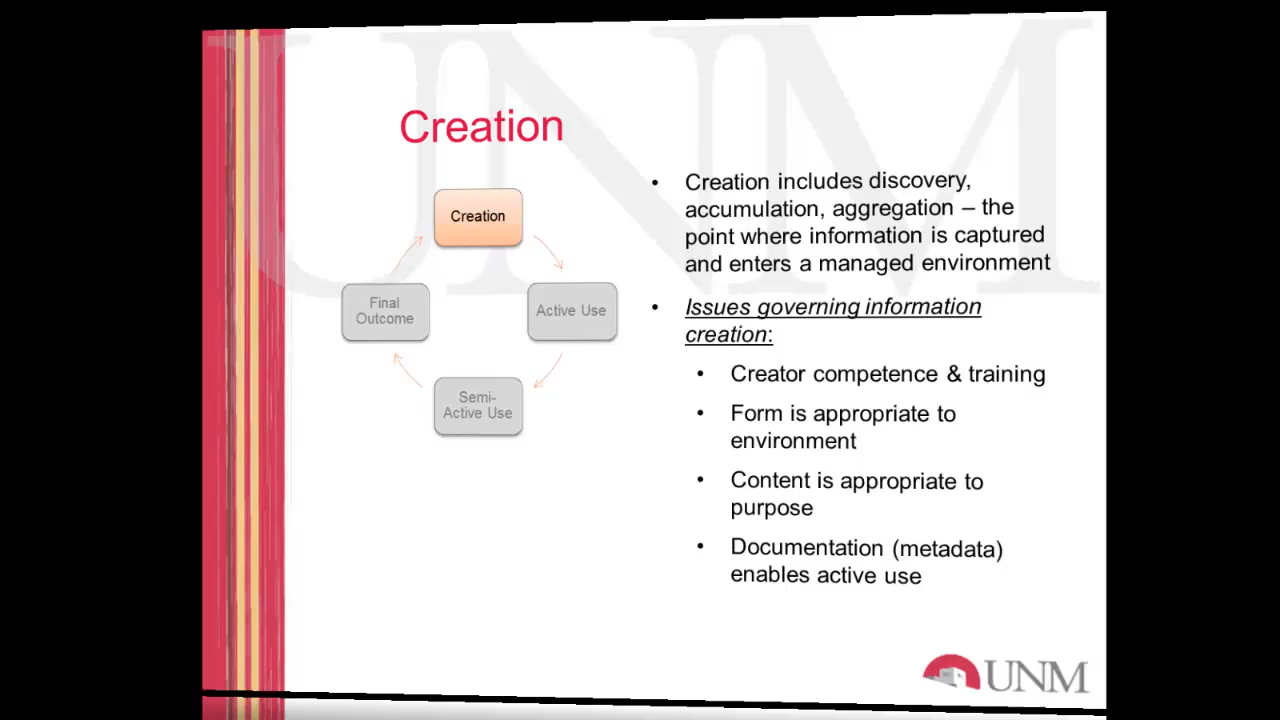 UNM
Creation
Creation
Active Use
Semi-
Active Use
Final
Outcome
• Creation includes discovery,
accumulation, aggregation – the
point where information is captured
and enters a managed environment
• Issues governing information
creation:
• Creator competence & training
• Form is appropriate to
environment
• Content is appropriate to
purpose
• Documentation (metadata)
enables active use
UNM